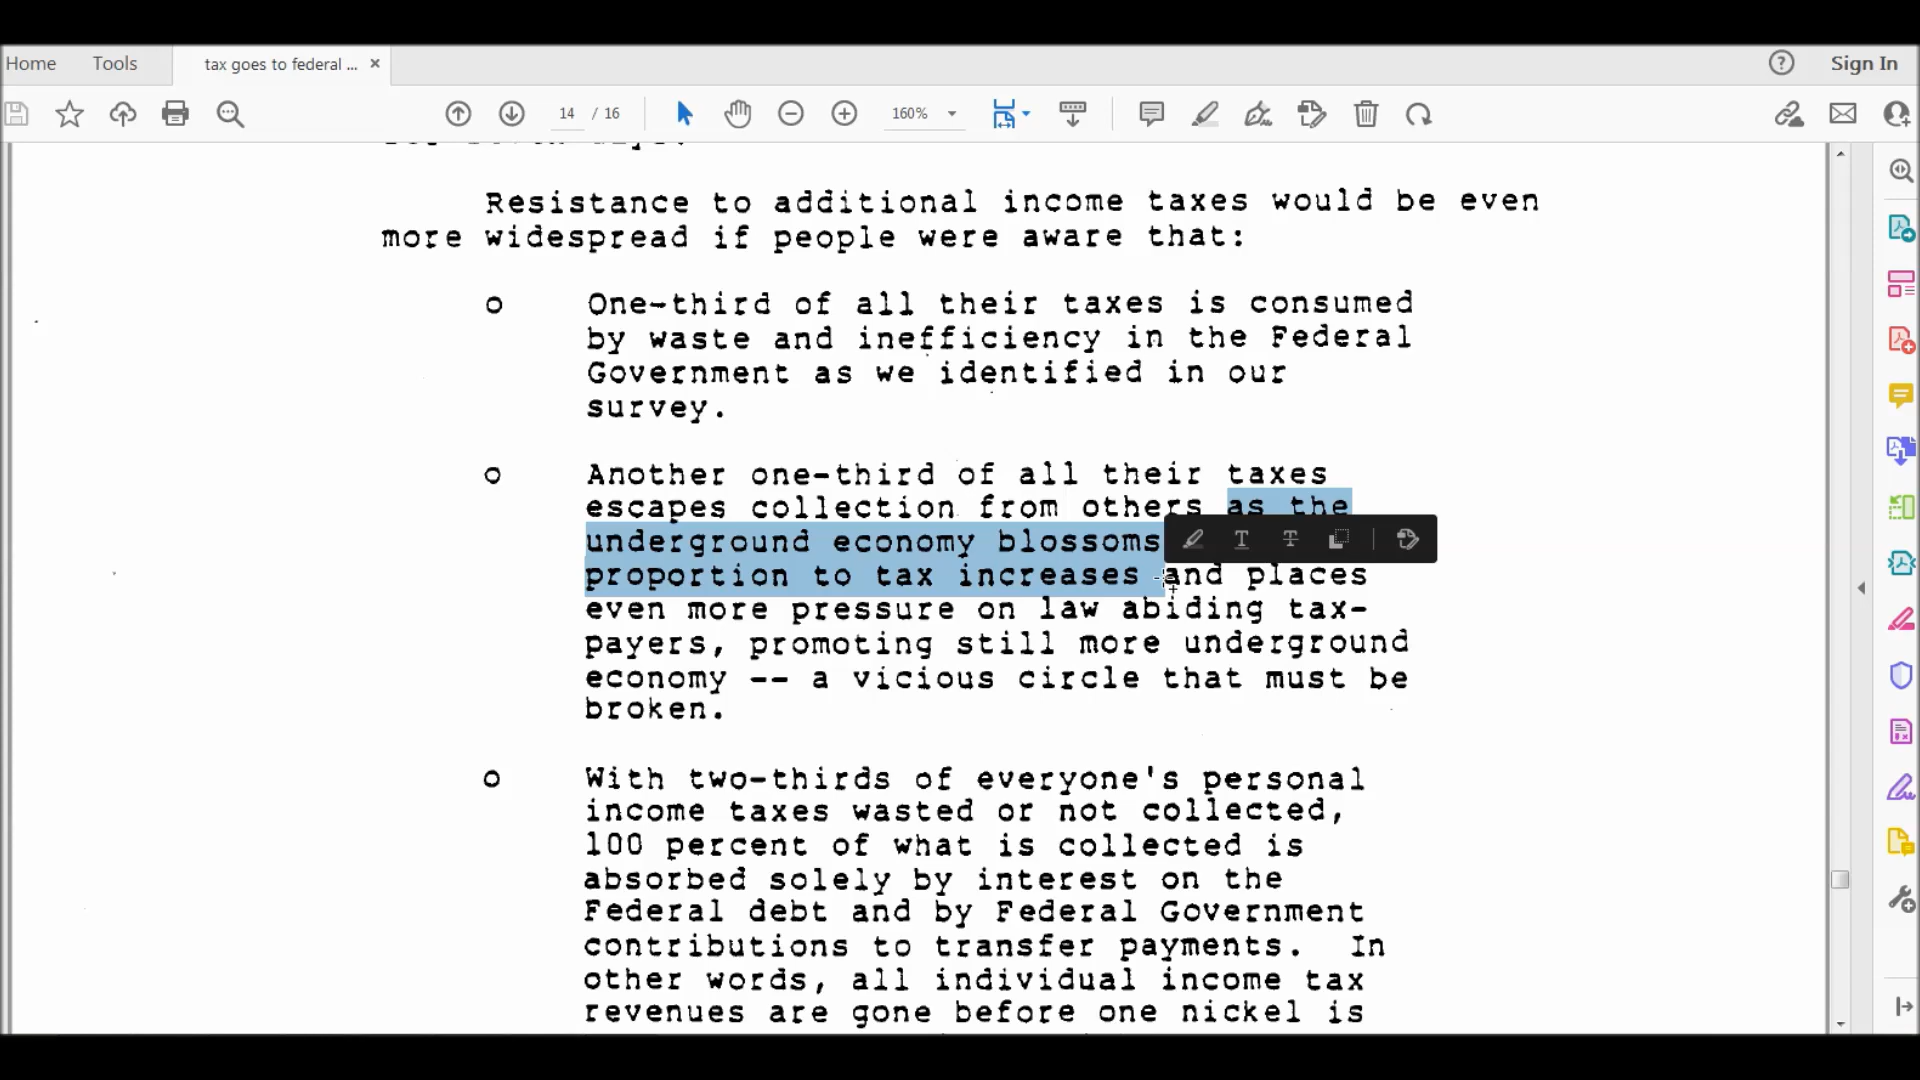 Home Tools tax goes to federal ... × Sign In
14 / 16 160%
Resistance to additional income taxes would be even
more widespread if people were aware that:
o One-third of all their taxes is consumed
by waste and inefficiency in the Federal
Government as we identified in our
survey.
o Another one-third of all their taxes
escapes collection from others as the
underground economy blossoms
proportion to tax increases and places
even more pressure on law abiding tax-
payers, promoting still more underground
economy -- a vicious circle that must be
broken.
o With two-thirds of everyone's personal
income taxes wasted or not collected,
100 percent of what is collected is
absorbed solely by interest on the
Federal debt and by Federal Government
contributions to transfer payments. In
other words, all individual income tax
revenues are gone before one nickel is